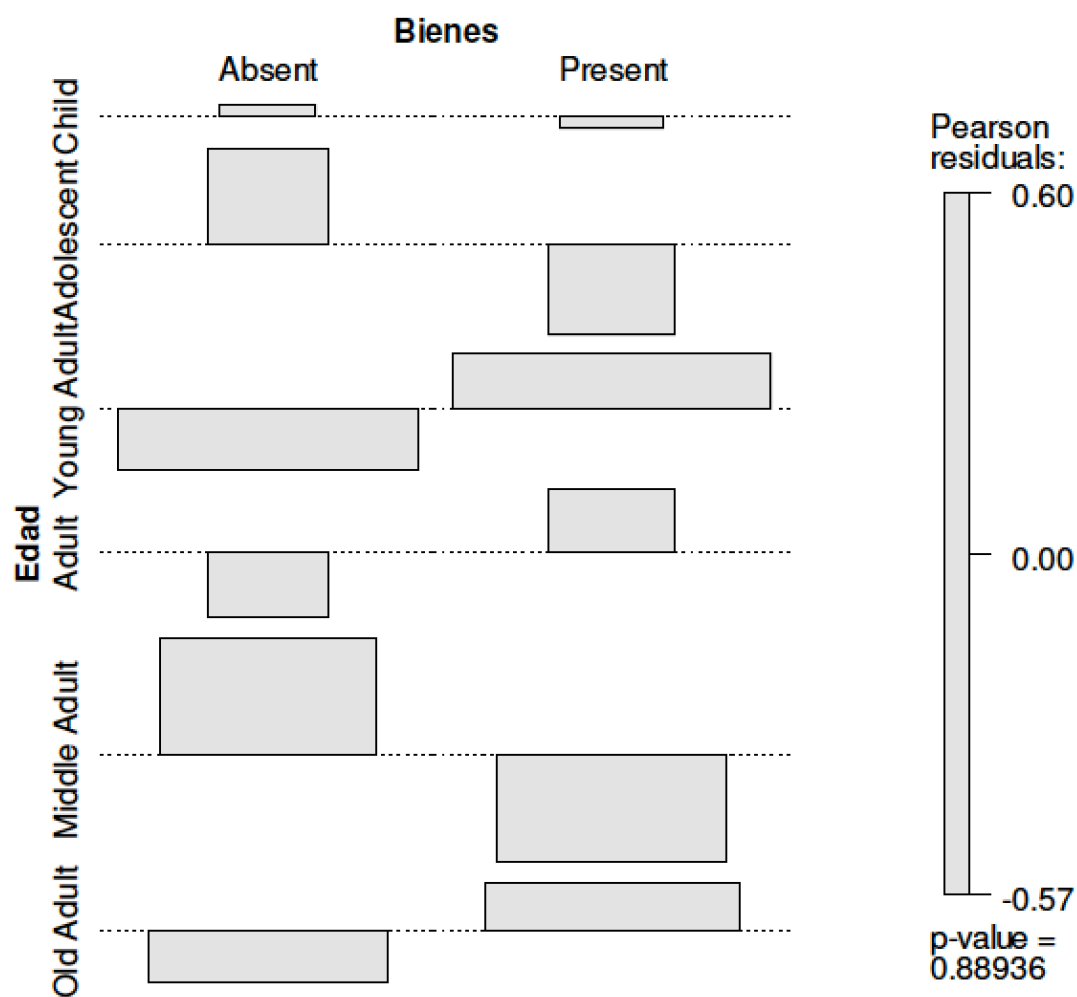 Bienes
Absent Present
Child
Adolescent
Young Adult
Adult
Middle Adult
Old Adult
Edad
Pearson
residuals:
0.60
0.00
-0.57
p-value =
0.88936